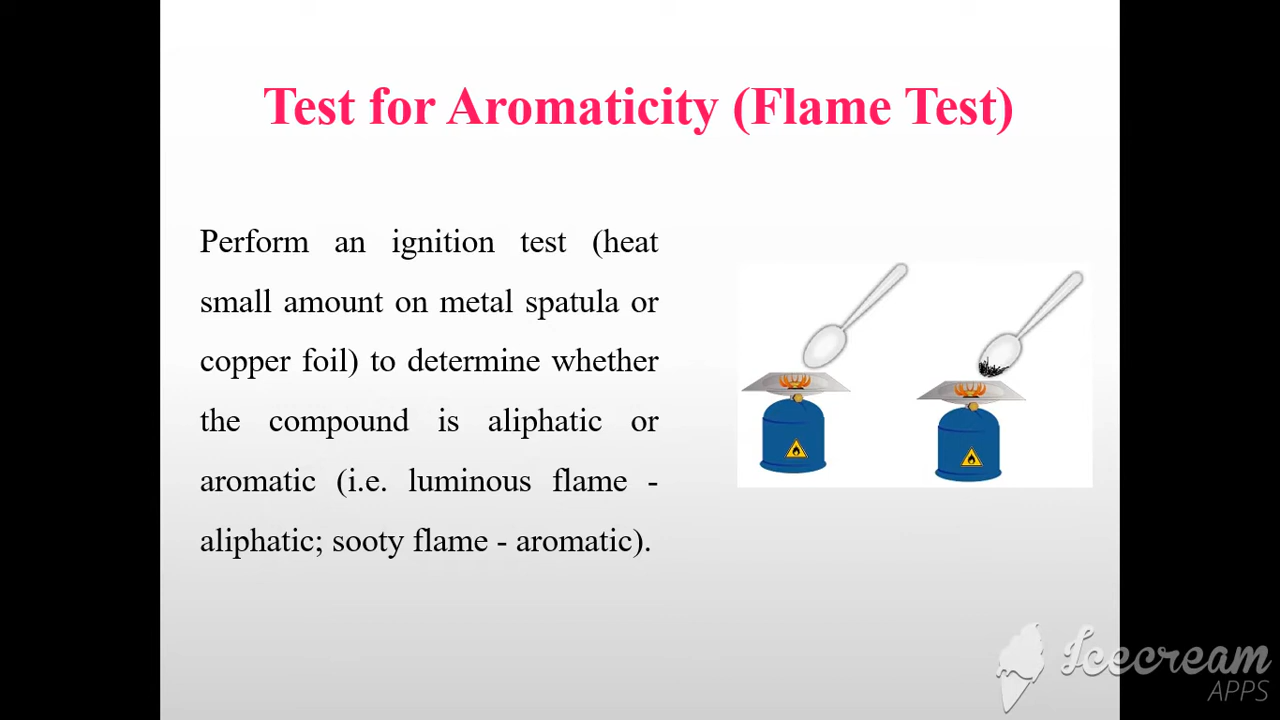 Test for Aromaticity (Flame Test)
Perform an ignition test (heat
small amount on metal spatula or
copper foil) to determine whether
the compound is aliphatic or
aromatic (i.e. luminous flame -
aliphatic; sooty flame - aromatic).
Icecream
APPS